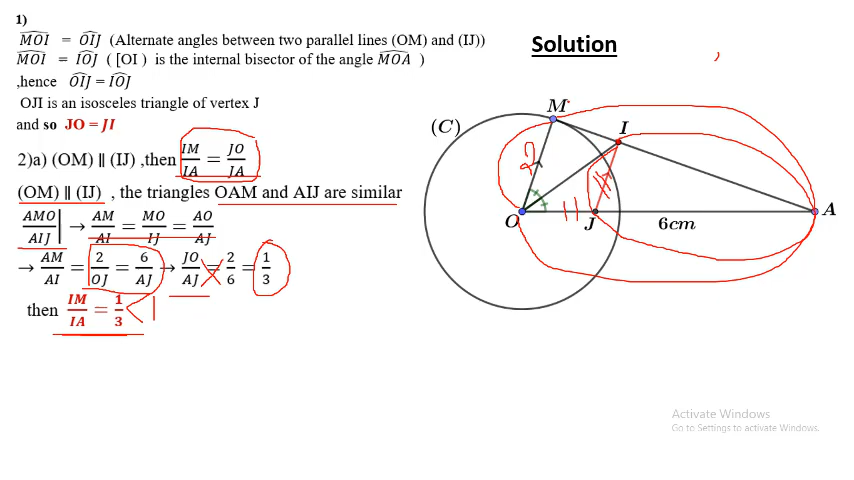 1)
Solution
MOI = OIJ (Alternate angles between two parallel lines (OM) and (IJ))
MOI = IOJ ( [OI ) is the internal bisector of the angle MOA )
,hence OIJ = IOJ
OJI is an isosceles triangle of vertex J
and so JO = JI
2)a) (OM) ∥ (IJ) ,then IM/IA = JO/JA
(OM) ∥ (IJ) , the triangles OAM and AIJ are similar
AMO/AIJ| → AM/AI = MO/IJ = AO/AJ
→ AM/AI = 2/OJ = 6/AJ → JO/AJ = 2/6 = 1/3
then IM/IA = 1/3 < 1
(C)
M
I
2
O
J
6cm
A
Activate Windows
Go to Settings to activate Windows.